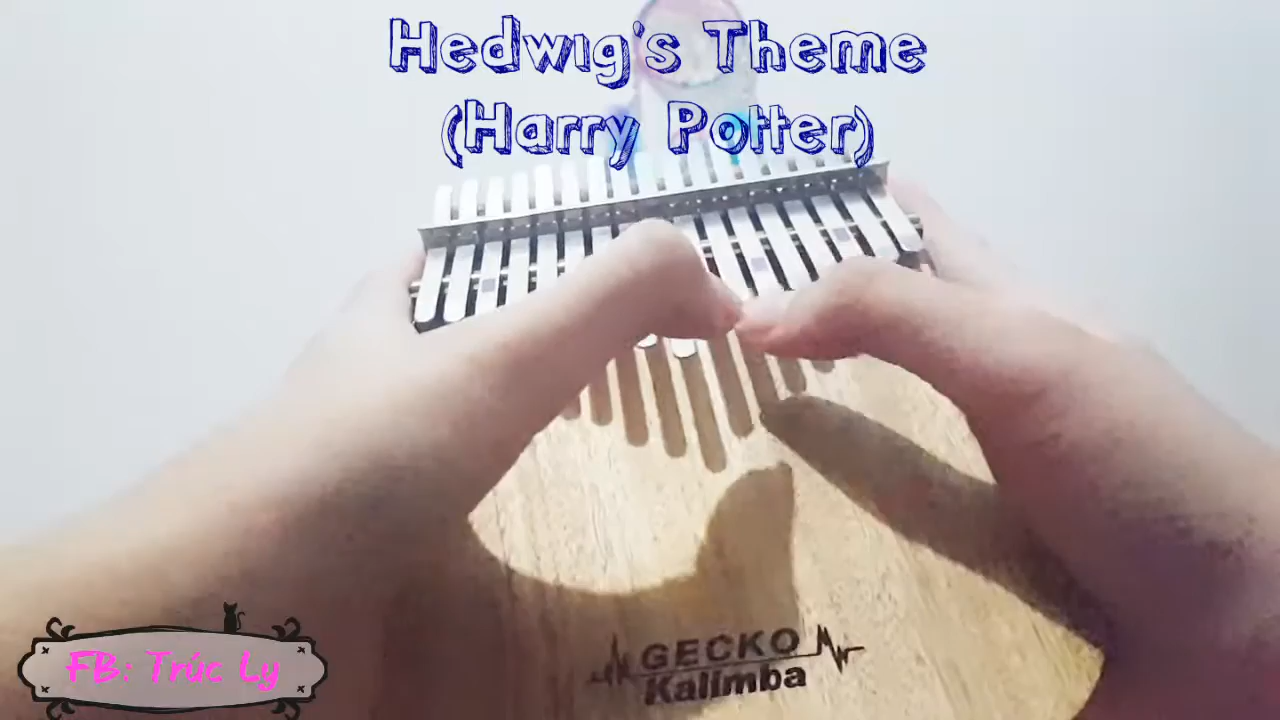 Hedwig's Theme
(Harry Potter)
GECKO
Kalimba
FB: Trúc Ly